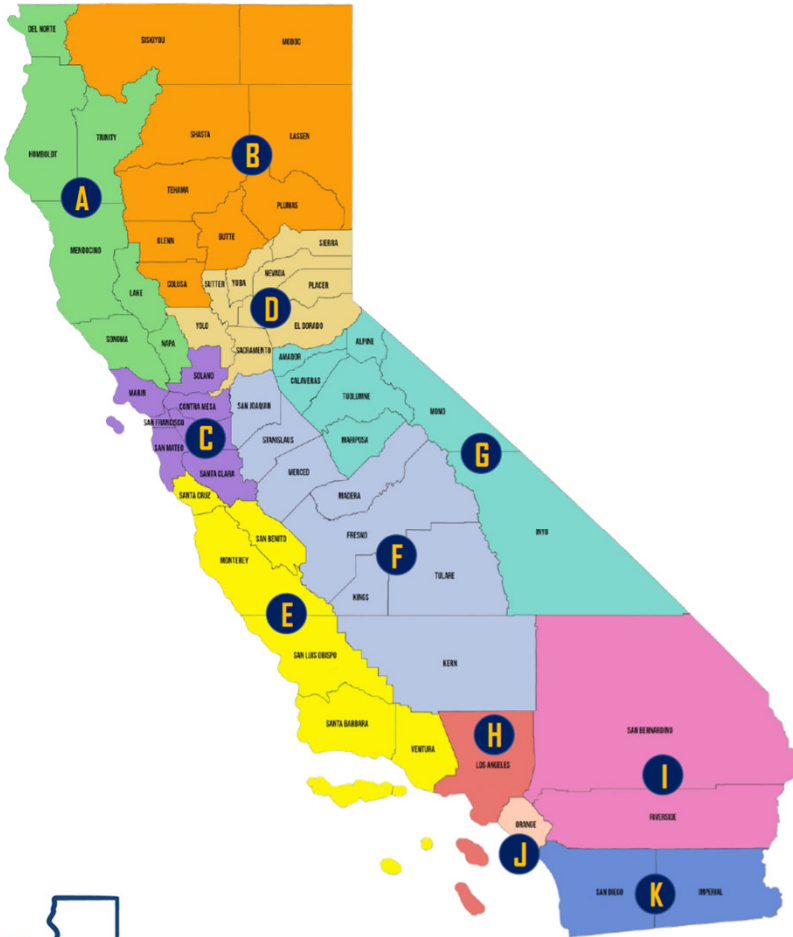 DEL NORTE
SISKIYOU
MODOC
HUMBOLDT
TRINITY
SHASTA
LASSEN
B
A
TEHAMA
PLUMAS
MENDOCINO
GLENN
BUTTE
SIERRA
COLUSA
SUTTER
YUBA
NEVADA
LAKE
PLACER
D
YOLO
EL DORADO
SONOMA
NAPA
SACRAMENTO
ALPINE
AMADOR
SOLANO
CALAVERAS
MARIN
TUOLUMNE
CONTRA MESA
SAN JOAQUIN
MONO
SAN FRANCISCO
C
STANISLAUS
MARIPOSA
SAN MATEO
G
SANTA CLARA
MERCED
SANTA CRUZ
MADERA
INYO
SAN BENITO
FRESNO
MONTEREY
F
TULARE
KINGS
E
SAN LUIS OBISPO
KERN
SANTA BARBARA
H
SAN BERNARDINO
VENTURA
LOS ANGELES
I
RIVERSIDE
ORANGE
J
SAN DIEGO
K
IMPERIAL